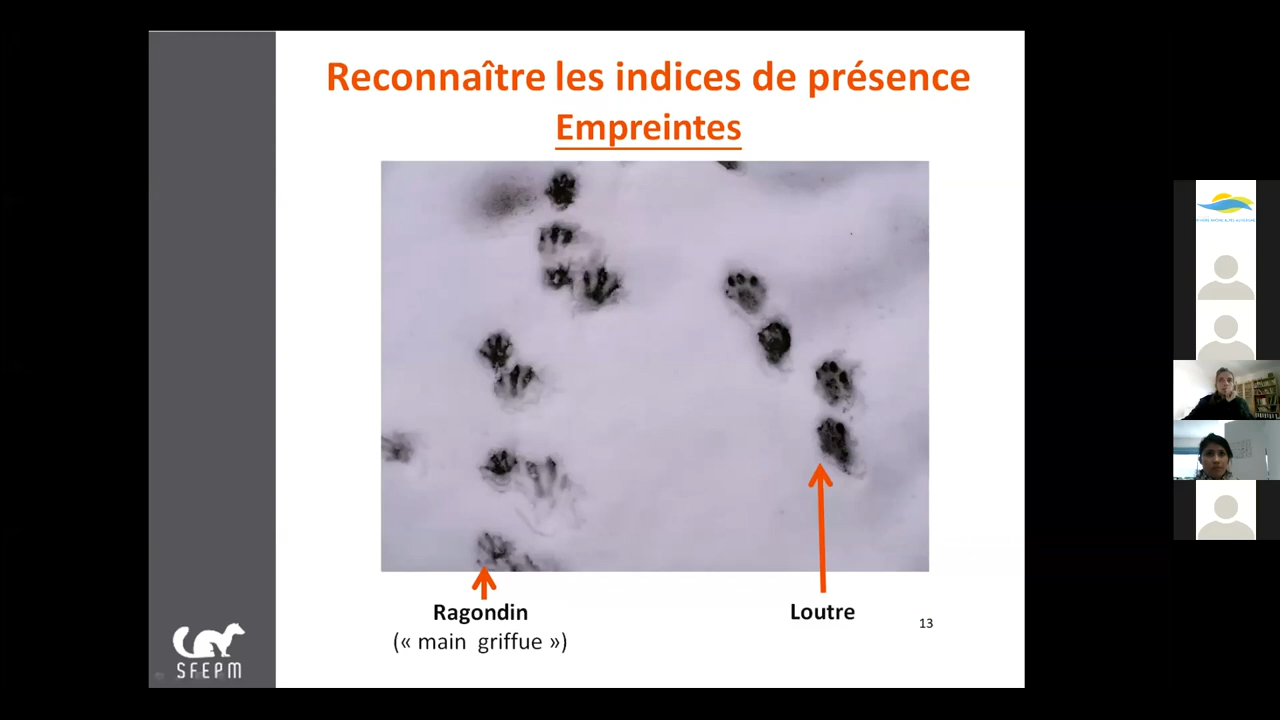 Reconnaître les indices de présence
Empreintes
Ragondin
(« main griffue »)
Loutre
13
SFEPM